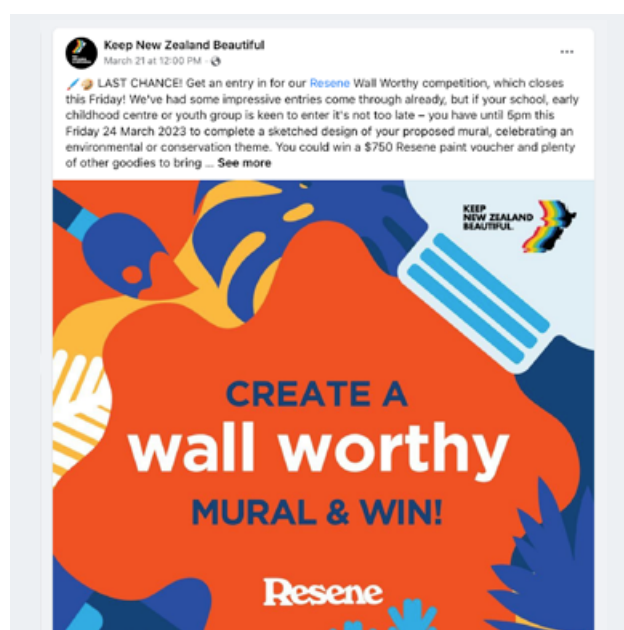 Keep New Zealand Beautiful
March 21 at 12:00 PM ·
LAST CHANCE! Get an entry in for our Resene Wall Worthy competition, which closes
this Friday! We've had some impressive entries come through already, but if your school, early
childhood centre or youth group is keen to enter it's not too late – you have until 5pm this
Friday 24 March 2023 to complete a sketched design of your proposed mural, celebrating an
environmental or conservation theme. You could win a $750 Resene paint voucher and plenty
of other goodies to bring ... See more
KEEP
NEW ZEALAND
BEAUTIFUL.
CREATE A
wall worthy
MURAL & WIN!
Resene